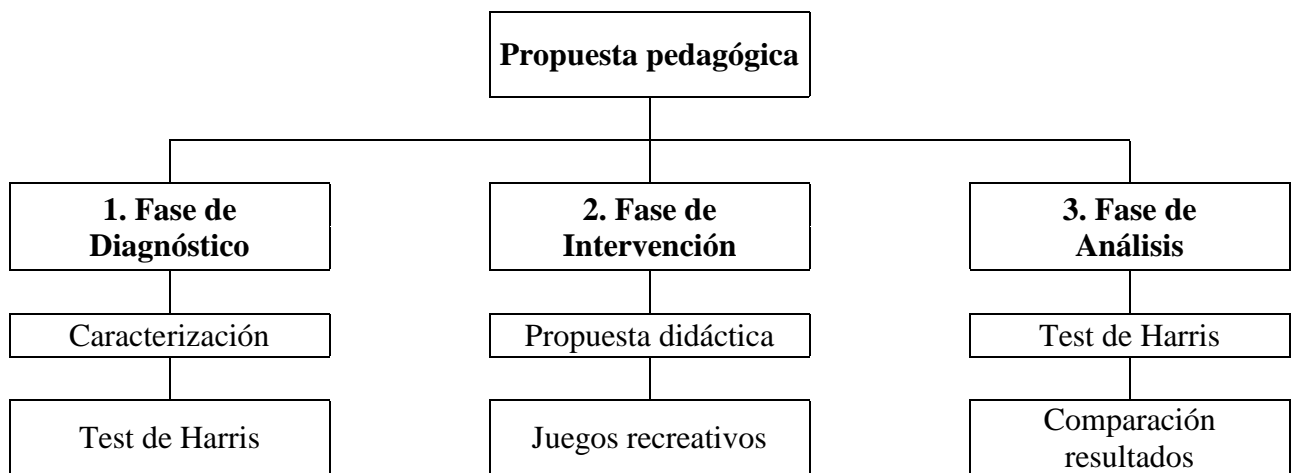 Propuesta pedagógica
1. Fase de
Diagnóstico
2. Fase de
Intervención
3. Fase de
Análisis
Caracterización
Propuesta didáctica
Test de Harris
Test de Harris
Juegos recreativos
Comparación
resultados